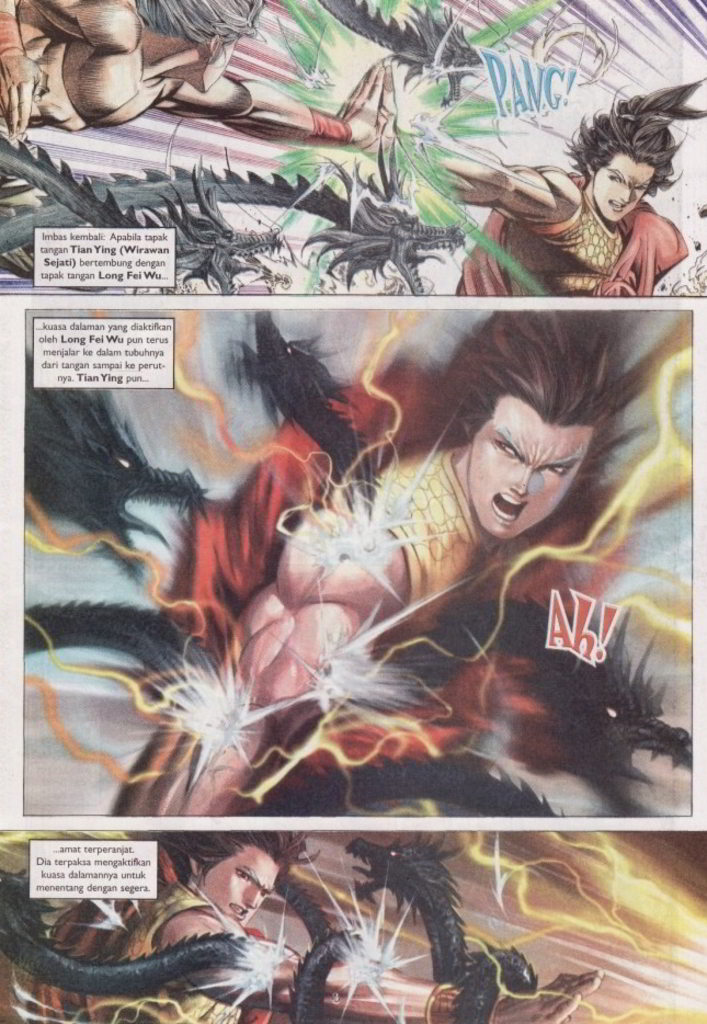 PANG!
Imbas kembali: Apabila tapak
tangan Tian Ying (Wirawan
Sejati) bertembung dengan
tapak tangan Long Fei Wu...
...kuasa dalaman yang diaktifkan
oleh Long Fei Wu pun terus
menjalar ke dalam tubuhnya
dari tangan sampai ke perut-
nya. Tian Ying pun...
Ah!
...amat terperanjat.
Dia terpaksa mengaktifkan
kuasa dalamannya untuk
menentang dengan segera.
2